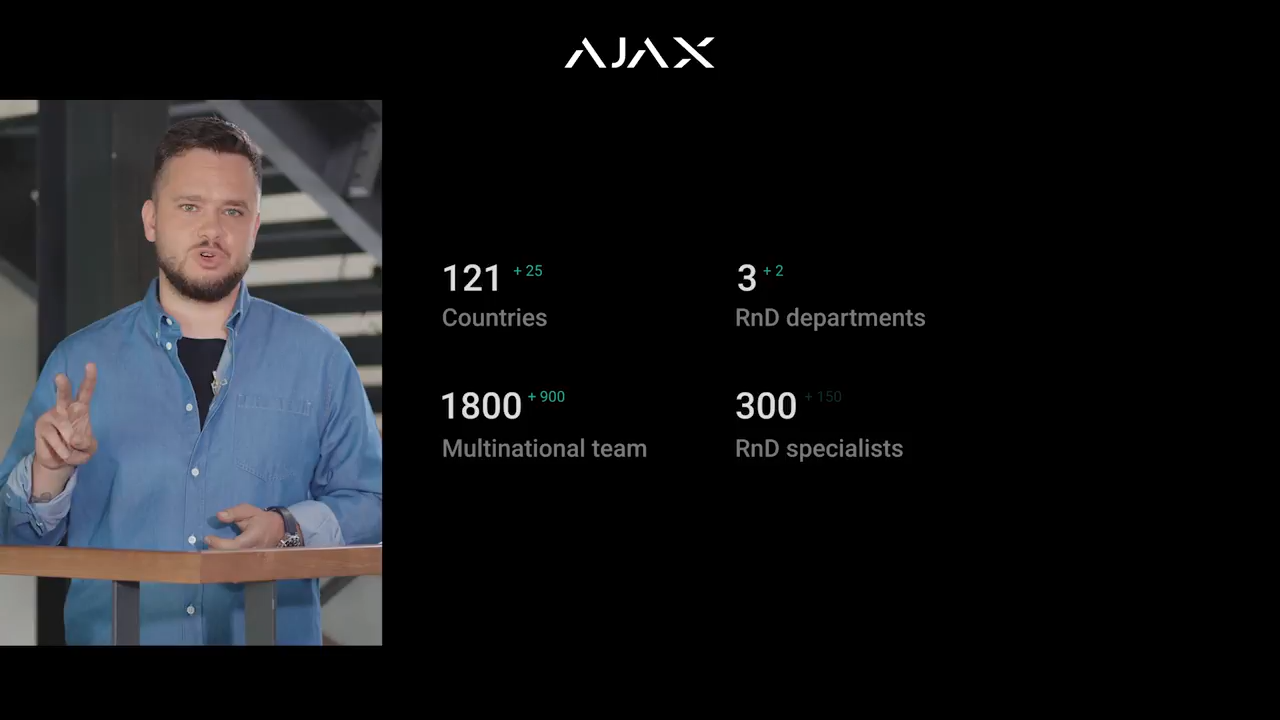 AJAX
121 + 25
Countries
3 + 2
RnD departments
1800 + 900
Multinational team
300 + 150
RnD specialists